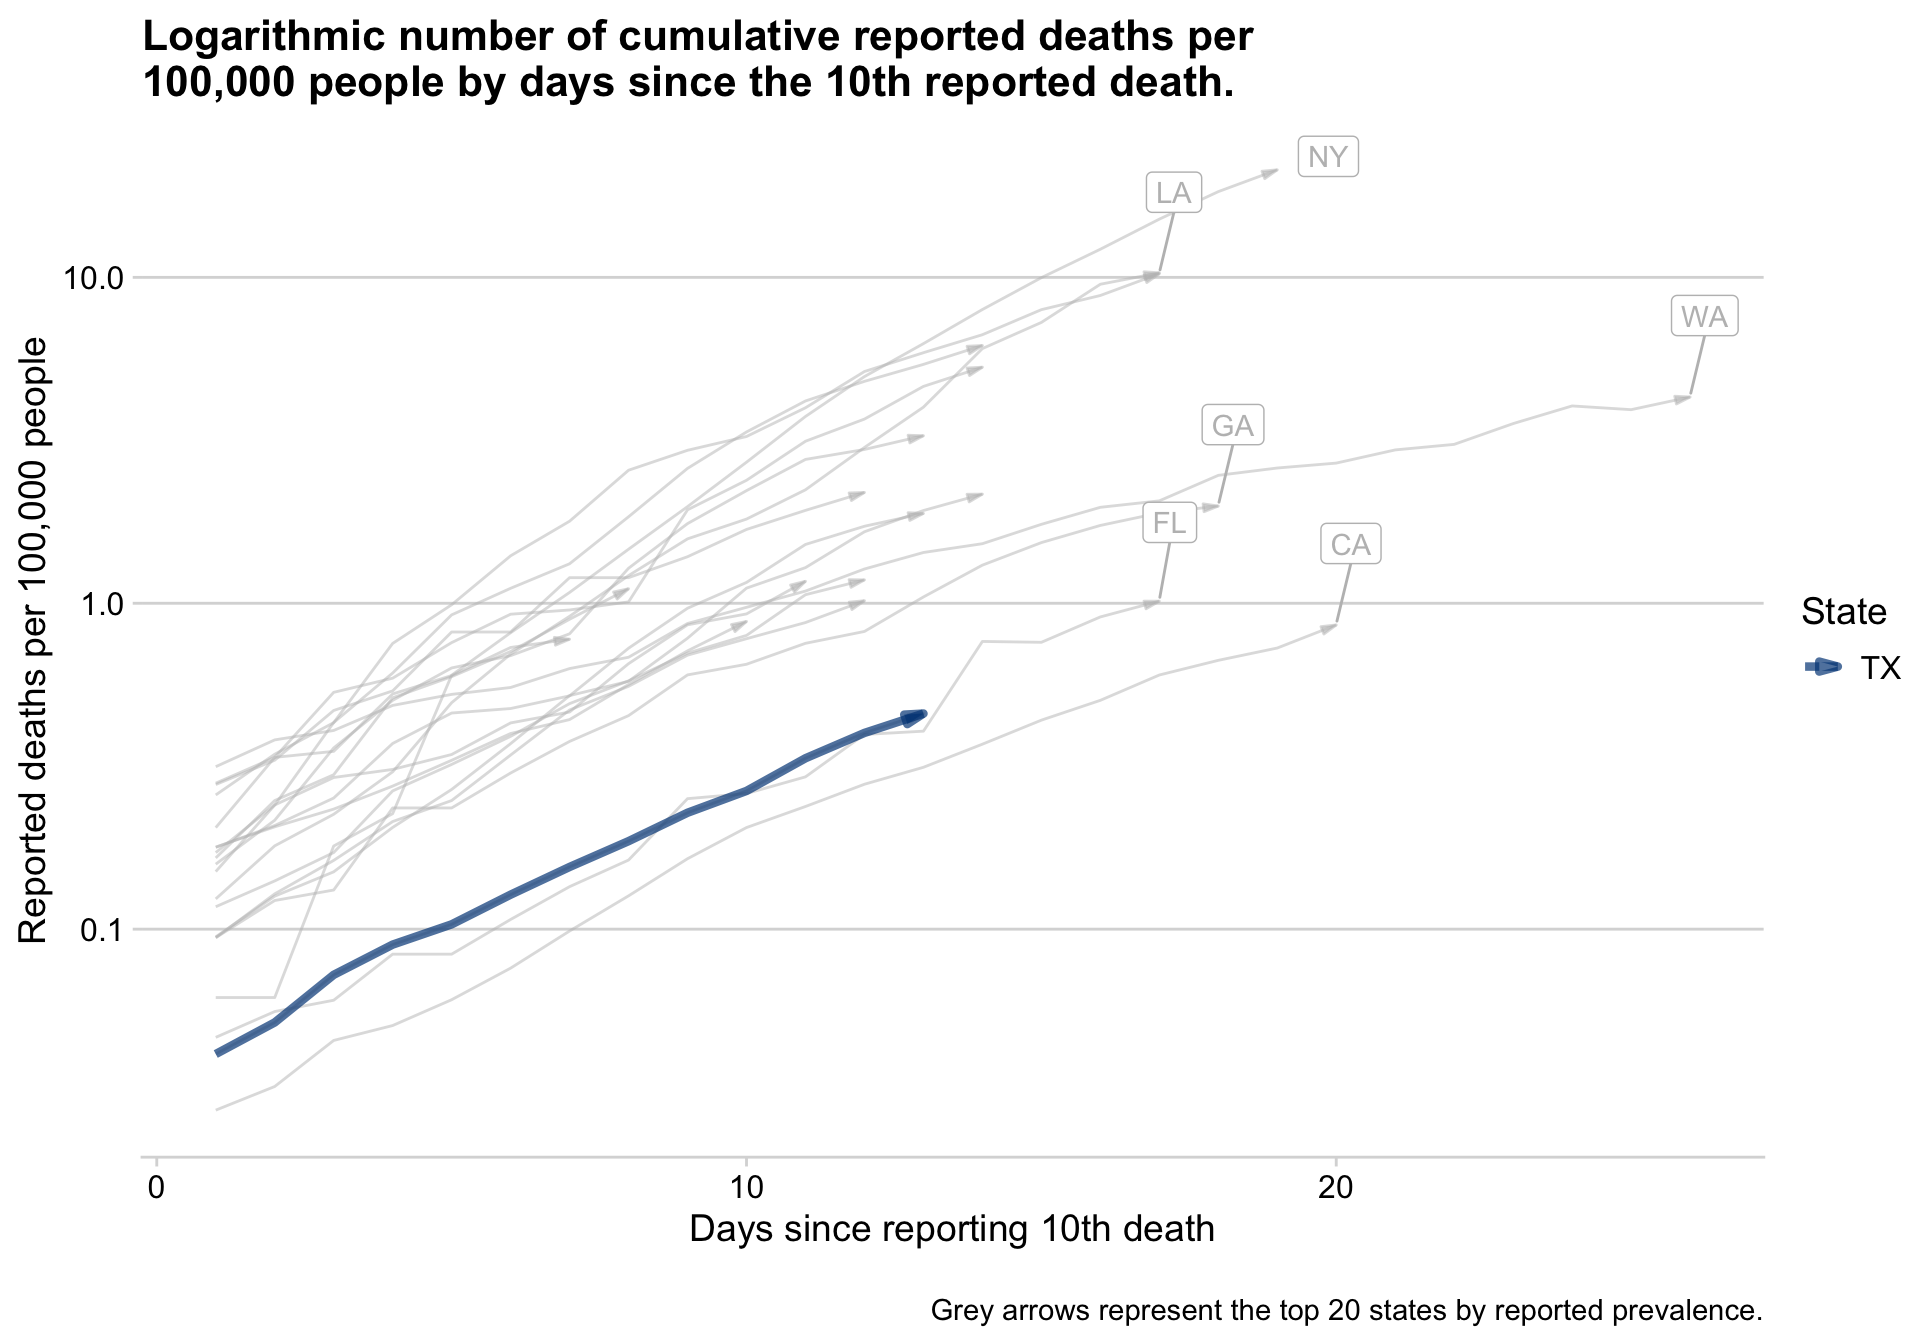 Logarithmic number of cumulative reported deaths per
100,000 people by days since the 10th reported death.
NY
LA
10.0
WA
GA
FL
CA
1.0
0.1
Reported deaths per 100,000 people
State
TX
0
10
20
Days since reporting 10th death
Grey arrows represent the top 20 states by reported prevalence.